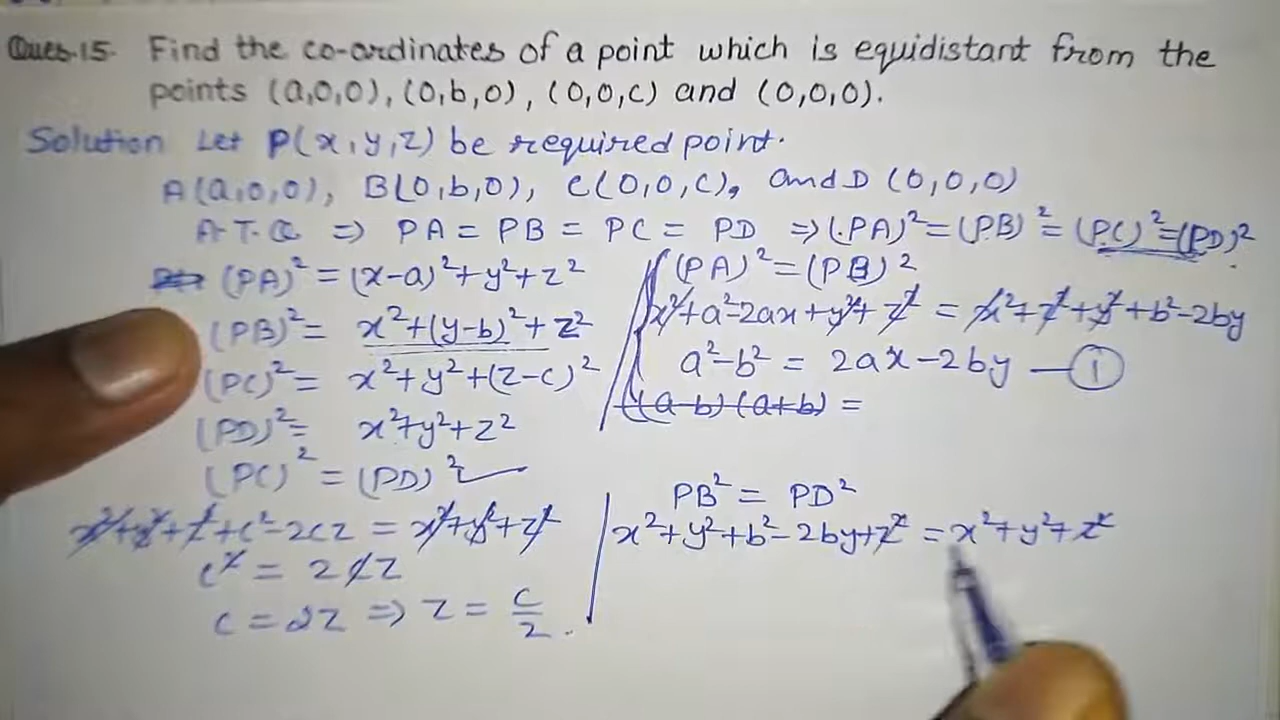 Ques.15. Find the co-ordinates of a point which is equidistant from the
points (a,0,0), (0,b,0), (0,0,c) and (0,0,0).
Solution Let P(x,y,z) be required point.
A(a,0,0), B(0,b,0), C(0,0,c), and D (0,0,0)
A.T.Q ⇒ PA = PB = PC = PD ⇒ (PA)² = (PB)² = (PC)² = (PD)²
(PA)² = (x-a)² + y² + z²
(PB)² = x² + (y-b)² + z²
(PC)² = x² + y² + (z-c)²
(PD)² = x² + y² + z²
(PC)² = (PD)²
x² + y² + z² + c² - 2cz = x² + y² + z²
c² = 2cz
c = 2z ⇒ z = c/2.
(PA)² = (PB)²
x² + a² - 2ax + y² + z² = x² + z² + y² + b² - 2by
a² - b² = 2ax - 2by — ①
(a-b) (a+b) =
PB² = PD²
x² + y² + b² - 2by + z² = x² + y² + z²